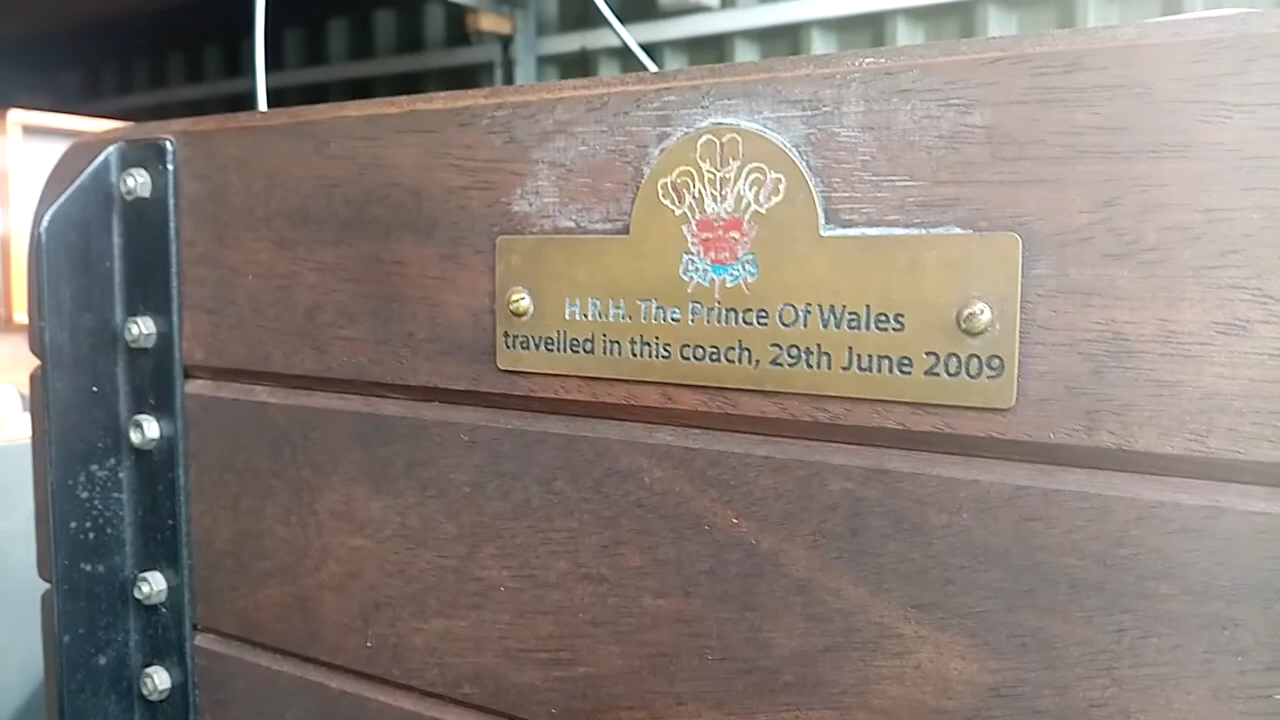 H.R.H. The Prince Of Wales
travelled in this coach, 29th June 2009